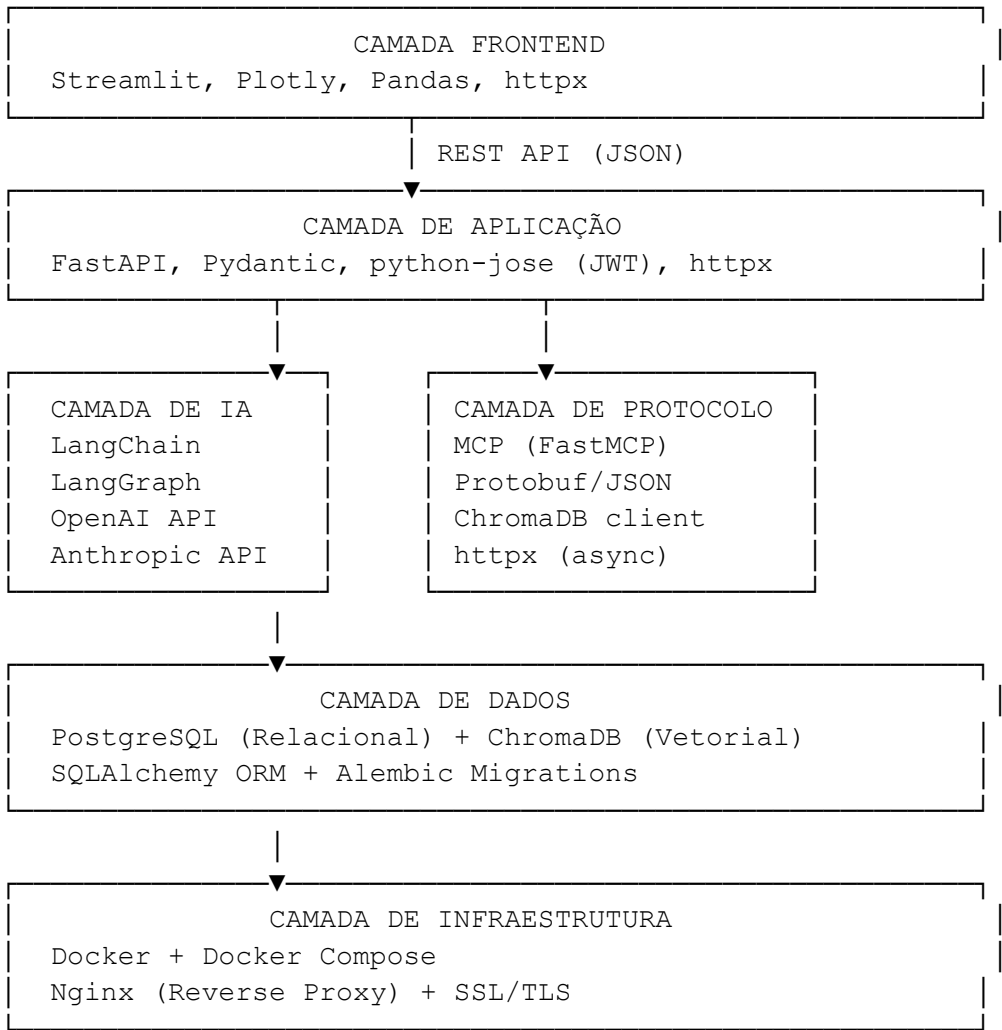 CAMADA FRONTEND
Streamlit, Plotly, Pandas, httpx
REST API (JSON)
CAMADA DE APLICAÇÃO
FastAPI, Pydantic, python-jose (JWT), httpx
CAMADA DE IA
LangChain
LangGraph
OpenAI API
Anthropic API
CAMADA DE PROTOCOLO
MCP (FastMCP)
Protobuf/JSON
ChromaDB client
httpx (async)
CAMADA DE DADOS
PostgreSQL (Relacional) + ChromaDB (Vetorial)
SQLAlchemy ORM + Alembic Migrations
CAMADA DE INFRAESTRUTURA
Docker + Docker Compose
Nginx (Reverse Proxy) + SSL/TLS